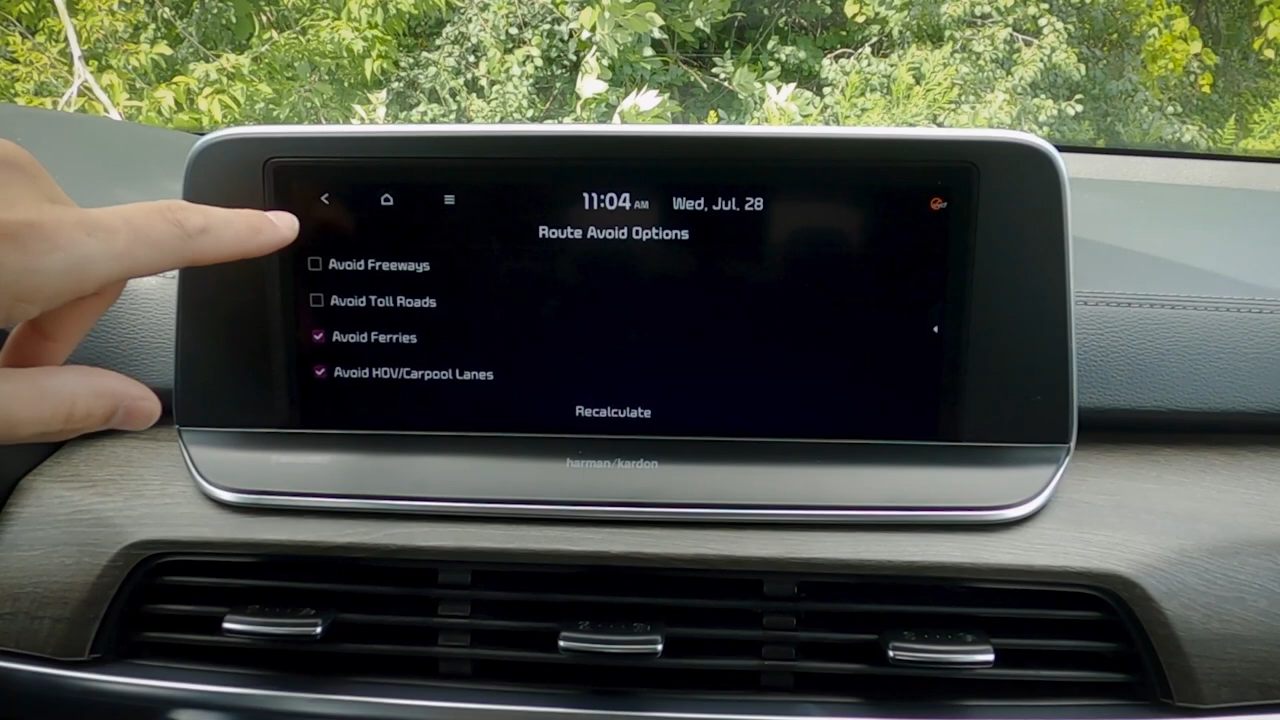 11:04 AM Wed, Jul. 28
Route Avoid Options
Avoid Freeways
Avoid Toll Roads
Avoid Ferries
Avoid HOV/Carpool Lanes
Recalculate
harman/kardon